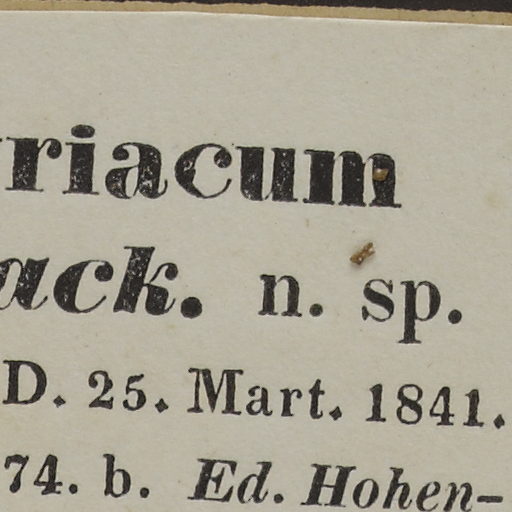 riacum
ack. n. sp.
D. 25. Mart. 1841.
74. b. Ed. Hohen-